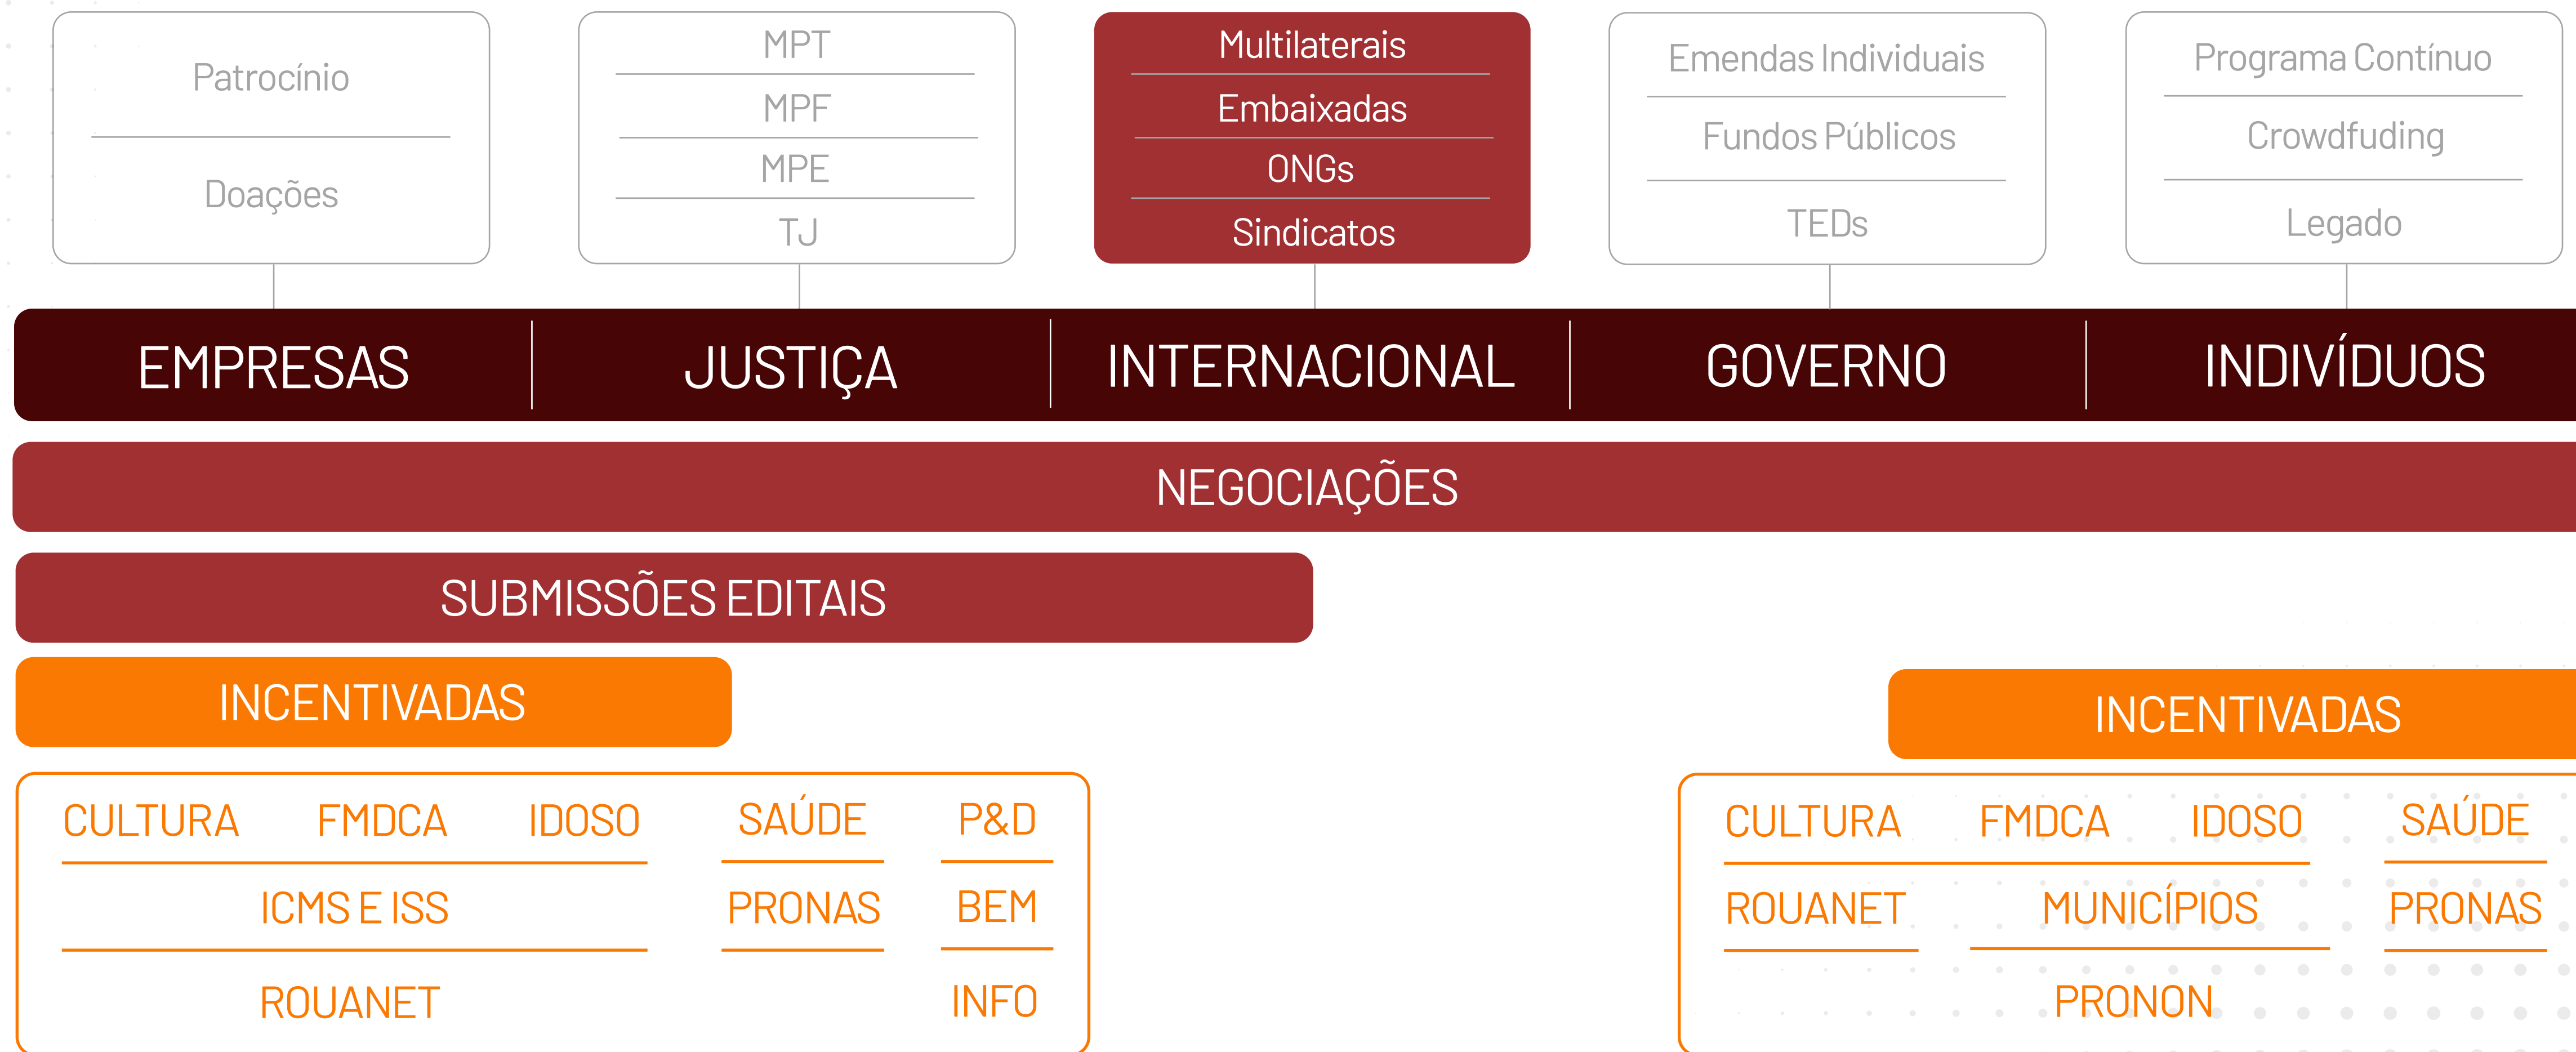 Patrocínio
Doações
MPT
MPF
MPE
TJ
Multilaterais
Embaixadas
ONGs
Sindicatos
Emendas Individuais
Fundos Públicos
TEDs
Programa Contínuo
Crowdfuding
Legado
EMPRESAS
JUSTIÇA
INTERNACIONAL
GOVERNO
INDIVÍDUOS
NEGOCIAÇÕES
SUBMISSÕES EDITAIS
INCENTIVADAS
CULTURA FMDCA IDOSO SAÚDE P&D
ICMS E ISS PRONAS BEM
ROUANET INFO
INCENTIVADAS
CULTURA FMDCA IDOSO SAÚDE
ROUANET MUNICÍPIOS PRONAS
PRONON